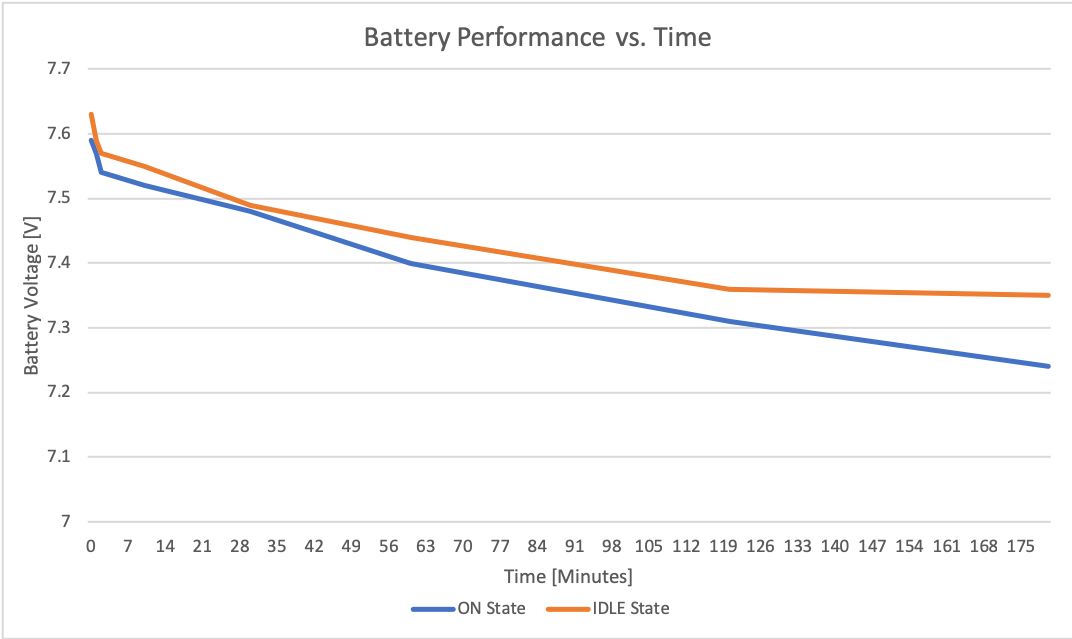 Battery Performance vs. Time
7.7
7.6
7.5
7.4
7.3
7.2
7.1
7
Battery Voltage [V]
0 7 14 21 28 35 42 49 56 63 70 77 84 91 98 105 112 119 126 133 140 147 154 161 168 175
Time [Minutes]
ON State IDLE State